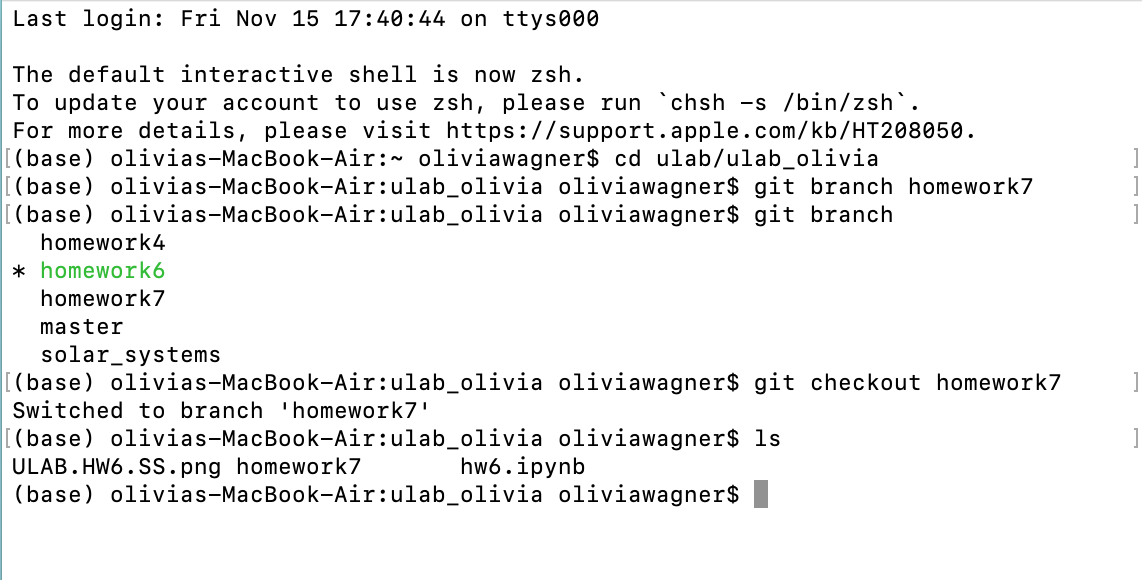 Last login: Fri Nov 15 17:40:44 on ttys000

The default interactive shell is now zsh.
To update your account to use zsh, please run `chsh -s /bin/zsh`.
For more details, please visit https://support.apple.com/kb/HT208050.
[(base) olivias-MacBook-Air:~ oliviawagner$ cd ulab/ulab_olivia ]
[(base) olivias-MacBook-Air:ulab_olivia oliviawagner$ git branch homework7 ]
[(base) olivias-MacBook-Air:ulab_olivia oliviawagner$ git branch ]
  homework4
* homework6
  homework7
  master
  solar_systems
[(base) olivias-MacBook-Air:ulab_olivia oliviawagner$ git checkout homework7 ]
Switched to branch 'homework7'
[(base) olivias-MacBook-Air:ulab_olivia oliviawagner$ ls ]
ULAB.HW6.SS.png homework7       hw6.ipynb
(base) olivias-MacBook-Air:ulab_olivia oliviawagner$